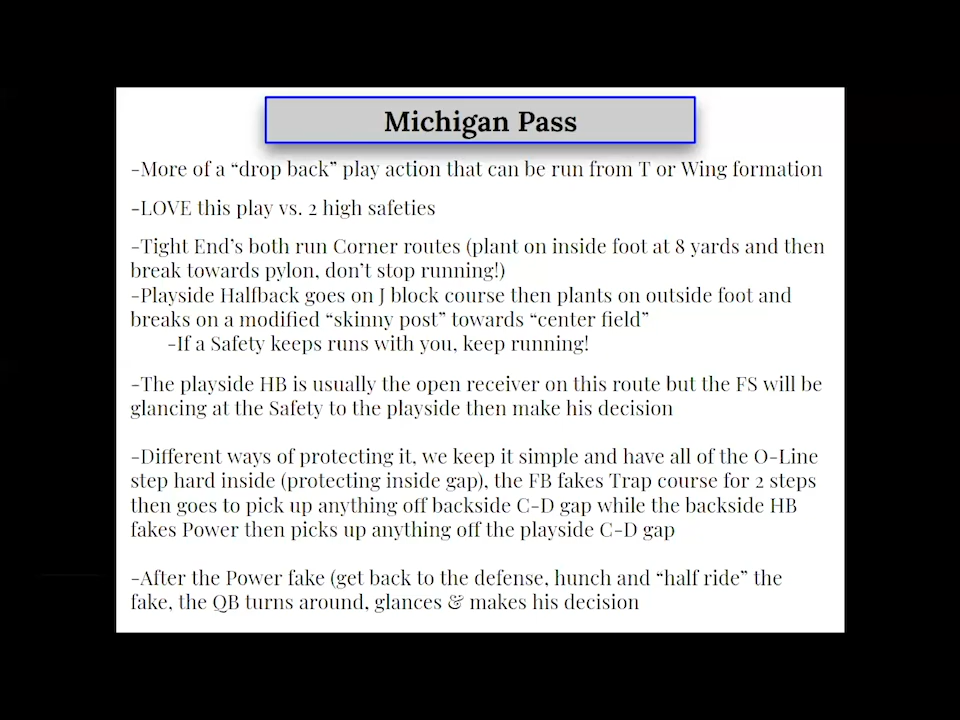 Michigan Pass
-More of a “drop back” play action that can be run from T or Wing formation
-LOVE this play vs. 2 high safeties
-Tight End’s both run Corner routes (plant on inside foot at 8 yards and then
break towards pylon, don’t stop running!)
-Playside Halfback goes on J block course then plants on outside foot and
breaks on a modified “skinny post” towards “center field”
-If a Safety keeps runs with you, keep running!
-The playside HB is usually the open receiver on this route but the FS will be
glancing at the Safety to the playside then make his decision
-Different ways of protecting it, we keep it simple and have all of the O-Line
step hard inside (protecting inside gap), the FB fakes Trap course for 2 steps
then goes to pick up anything off backside C-D gap while the backside HB
fakes Power then picks up anything off the playside C-D gap
-After the Power fake (get back to the defense, hunch and “half ride” the
fake, the QB turns around, glances & makes his decision